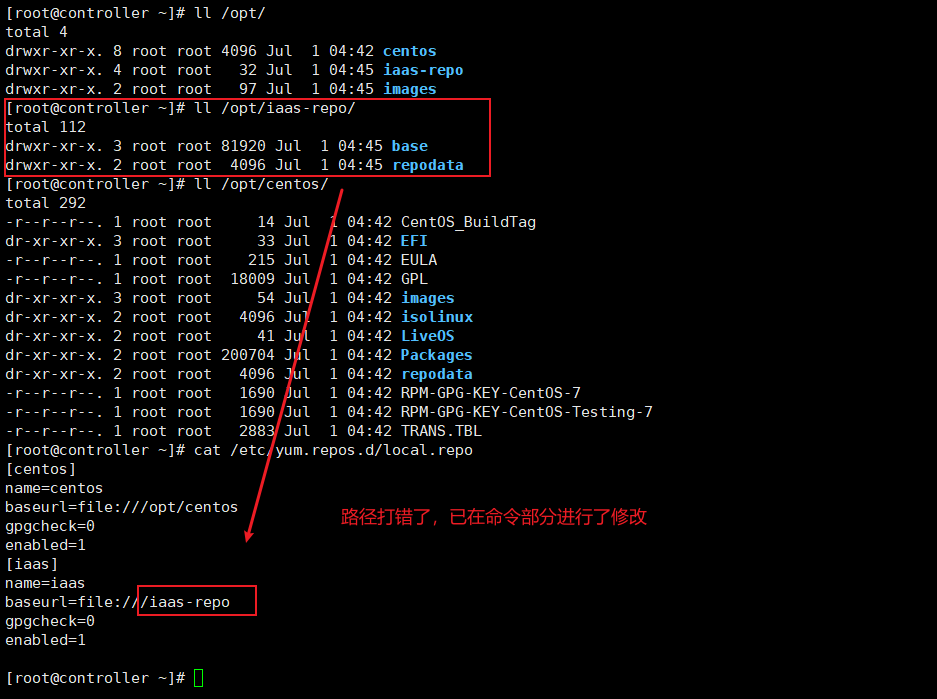 [root@controller ~]# ll /opt/
total 4
drwxr-xr-x. 8 root root 4096 Jul  1 04:42 centos
drwxr-xr-x. 4 root root   32 Jul  1 04:45 iaas-repo
drwxr-xr-x. 2 root root   97 Jul  1 04:45 images
[root@controller ~]# ll /opt/iaas-repo/
total 112
drwxr-xr-x. 3 root root 81920 Jul  1 04:45 base
drwxr-xr-x. 2 root root  4096 Jul  1 04:45 repodata
[root@controller ~]# ll /opt/centos/
total 292
-r--r--r--. 1 root root     14 Jul  1 04:42 CentOS_BuildTag
dr-xr-xr-x. 3 root root     33 Jul  1 04:42 EFI
-r--r--r--. 1 root root    215 Jul  1 04:42 EULA
-r--r--r--. 1 root root  18009 Jul  1 04:42 GPL
dr-xr-xr-x. 3 root root     54 Jul  1 04:42 images
dr-xr-xr-x. 2 root root   4096 Jul  1 04:42 isolinux
dr-xr-xr-x. 2 root root     41 Jul  1 04:42 LiveOS
dr-xr-xr-x. 2 root root 200704 Jul  1 04:42 Packages
dr-xr-xr-x. 2 root root   4096 Jul  1 04:42 repodata
-r--r--r--. 1 root root   1690 Jul  1 04:42 RPM-GPG-KEY-CentOS-7
-r--r--r--. 1 root root   1690 Jul  1 04:42 RPM-GPG-KEY-CentOS-Testing-7
-r--r--r--. 1 root root   2883 Jul  1 04:42 TRANS.TBL
[root@controller ~]# cat /etc/yum.repos.d/local.repo
[centos]
name=centos
baseurl=file:///opt/centos
路径打错了，已在命令部分进行了修改
gpgcheck=0
enabled=1
[iaas]
name=iaas
baseurl=file:///iaas-repo
gpgcheck=0
enabled=1
[root@controller ~]#